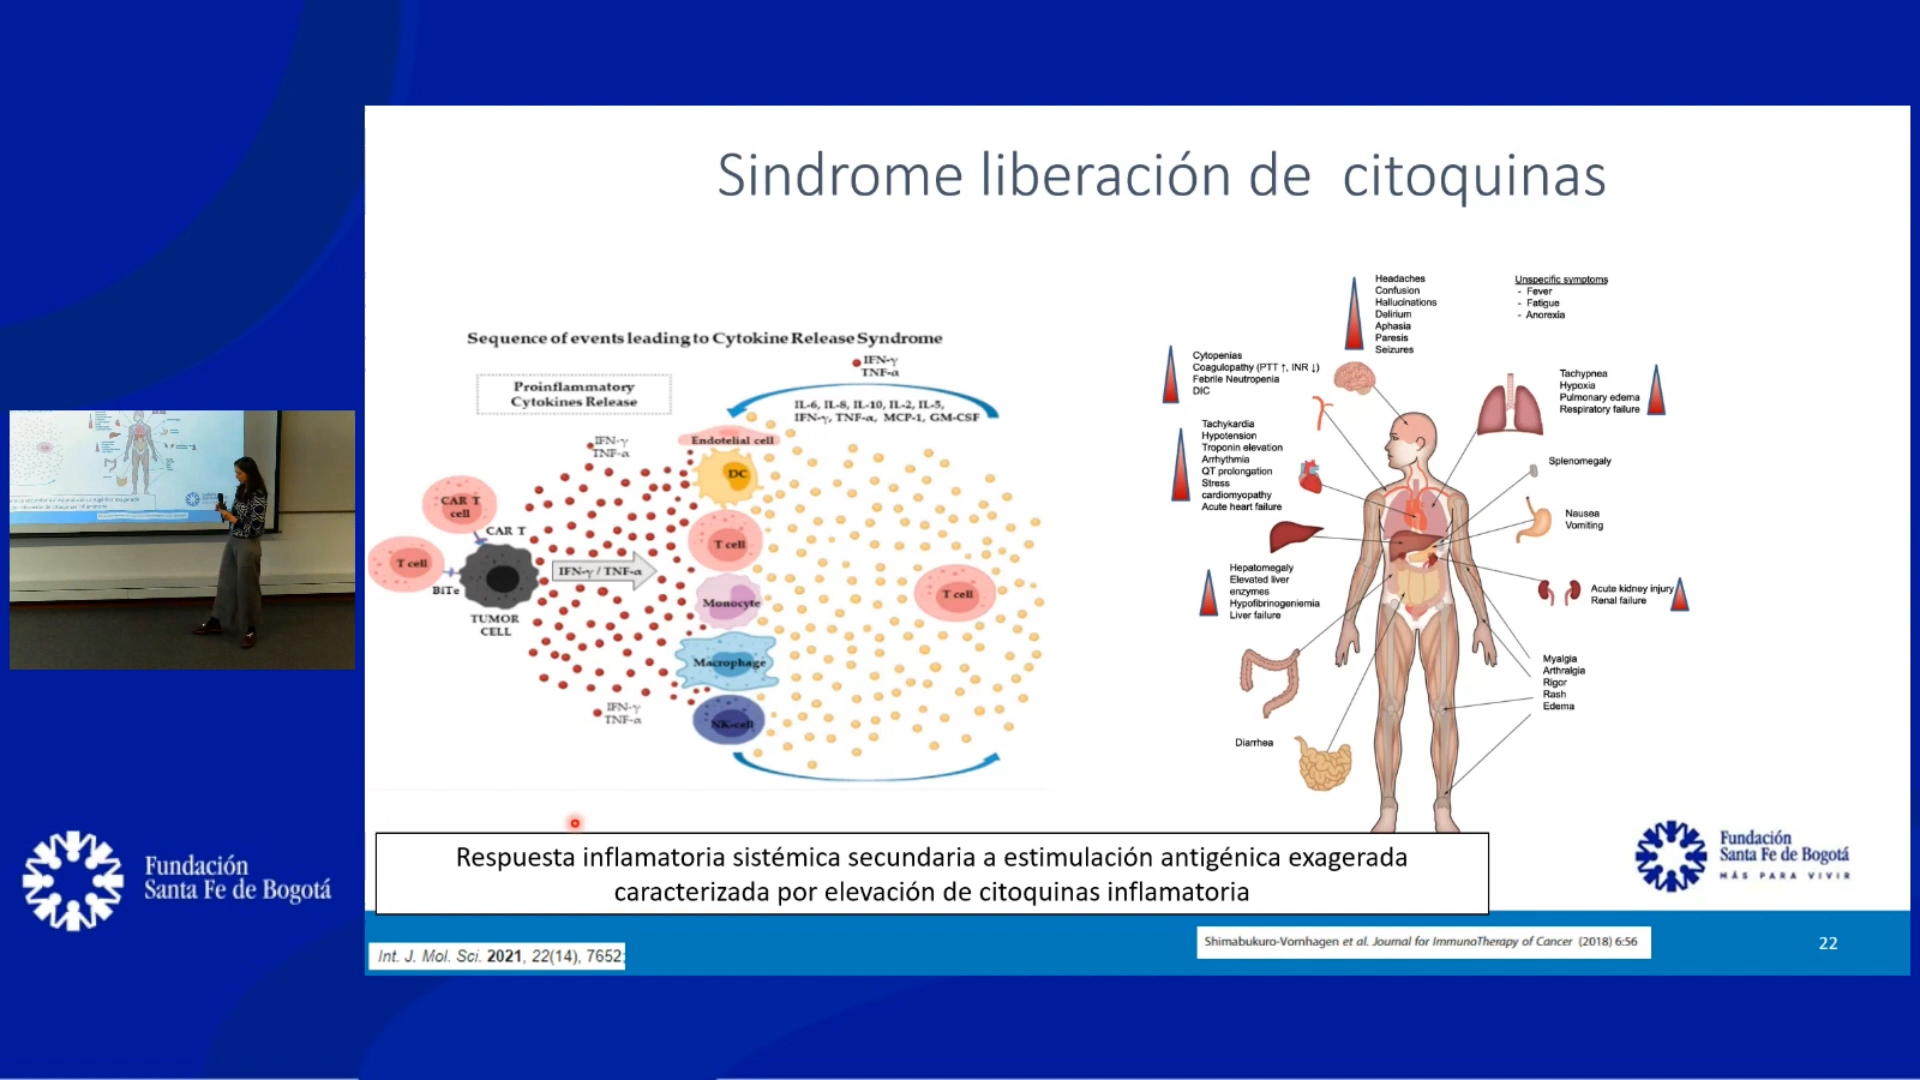 Sindrome liberación de citoquinas
Sequence of events leading to Cytokine Release Syndrome
Proinflammatory
Cytokines Release
IFN-γ
TNF-α
IL-6, IL-8, IL-10, IL-2, IL-5,
IFN-γ, TNF-α, MCP-1, GM-CSF
IFN-γ
TNF-α
Endotelial cell
DC
CAR T
cell
CAR T
T cell
T cell
BiTe
IFN-γ / TNF-α
TUMOR
CELL
Monocyte
T cell
Macrophage
NK-cell
IFN-γ
TNF-α
Headaches
Confusion
Hallucinations
Delirium
Aphasia
Paresis
Seizures
Unspecific symptoms
- Fever
- Fatigue
- Anorexia
Cytopenias
Coagulopathy (PTT ↑, INR ↓)
Febrile Neutropenia
DIC
Tachypnea
Hypoxia
Pulmonary edema
Respiratory failure
Tachykardia
Hypotension
Troponin elevation
Arrhythmia
QT prolongation
Stress
cardiomyopathy
Acute heart failure
Splenomegaly
Nausea
Vomiting
Hepatomegaly
Elevated liver
enzymes
Hypofibrinogeniemia
Liver failure
Acute kidney injury
Renal failure
Myalgia
Arthralgia
Rigor
Rash
Edema
Diarrhea
Respuesta inflamatoria sistémica secundaria a estimulación antigénica exagerada
caracterizada por elevación de citoquinas inflamatoria
Fundación
Santa Fe de Bogotá
MÁS PARA VIVIR
Fundación
Santa Fe de Bogotá
Int. J. Mol. Sci. 2021, 22(14), 7652;
Shimabukuro-Vornhagen et al. Journal for ImmunoTherapy of Cancer (2018) 6:56
22